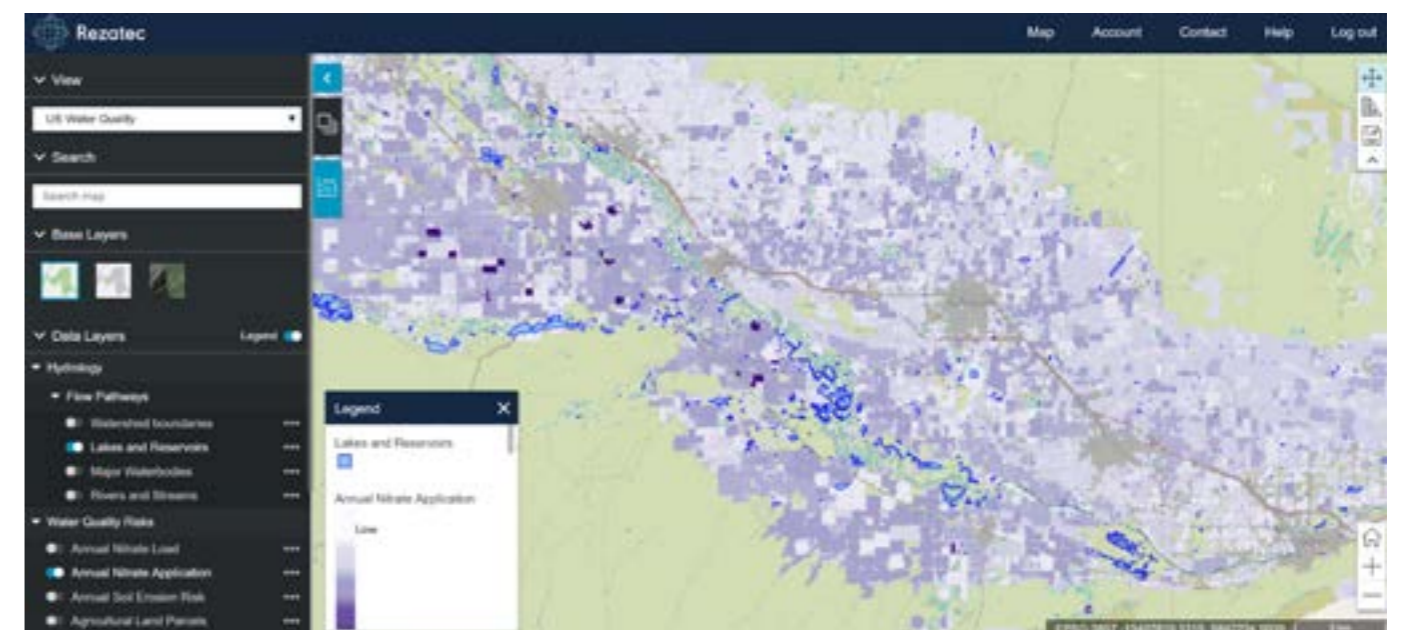 Rezatec
Map Account Contact Help Log out
View
US Water Quality
Search
Search map
Base Layers
Data Layers Legend
Hydrology
Flow Pathways
Watershed boundaries
Lakes and Reservoirs
Major Waterbodies
Rivers and Streams
Water Quality Risks
Annual Nitrate Load
Annual Nitrate Application
Annual Soil Erosion Risk
Agricultural Land Parcels
Legend
Lakes and Reservoirs
Annual Nitrate Application
Low